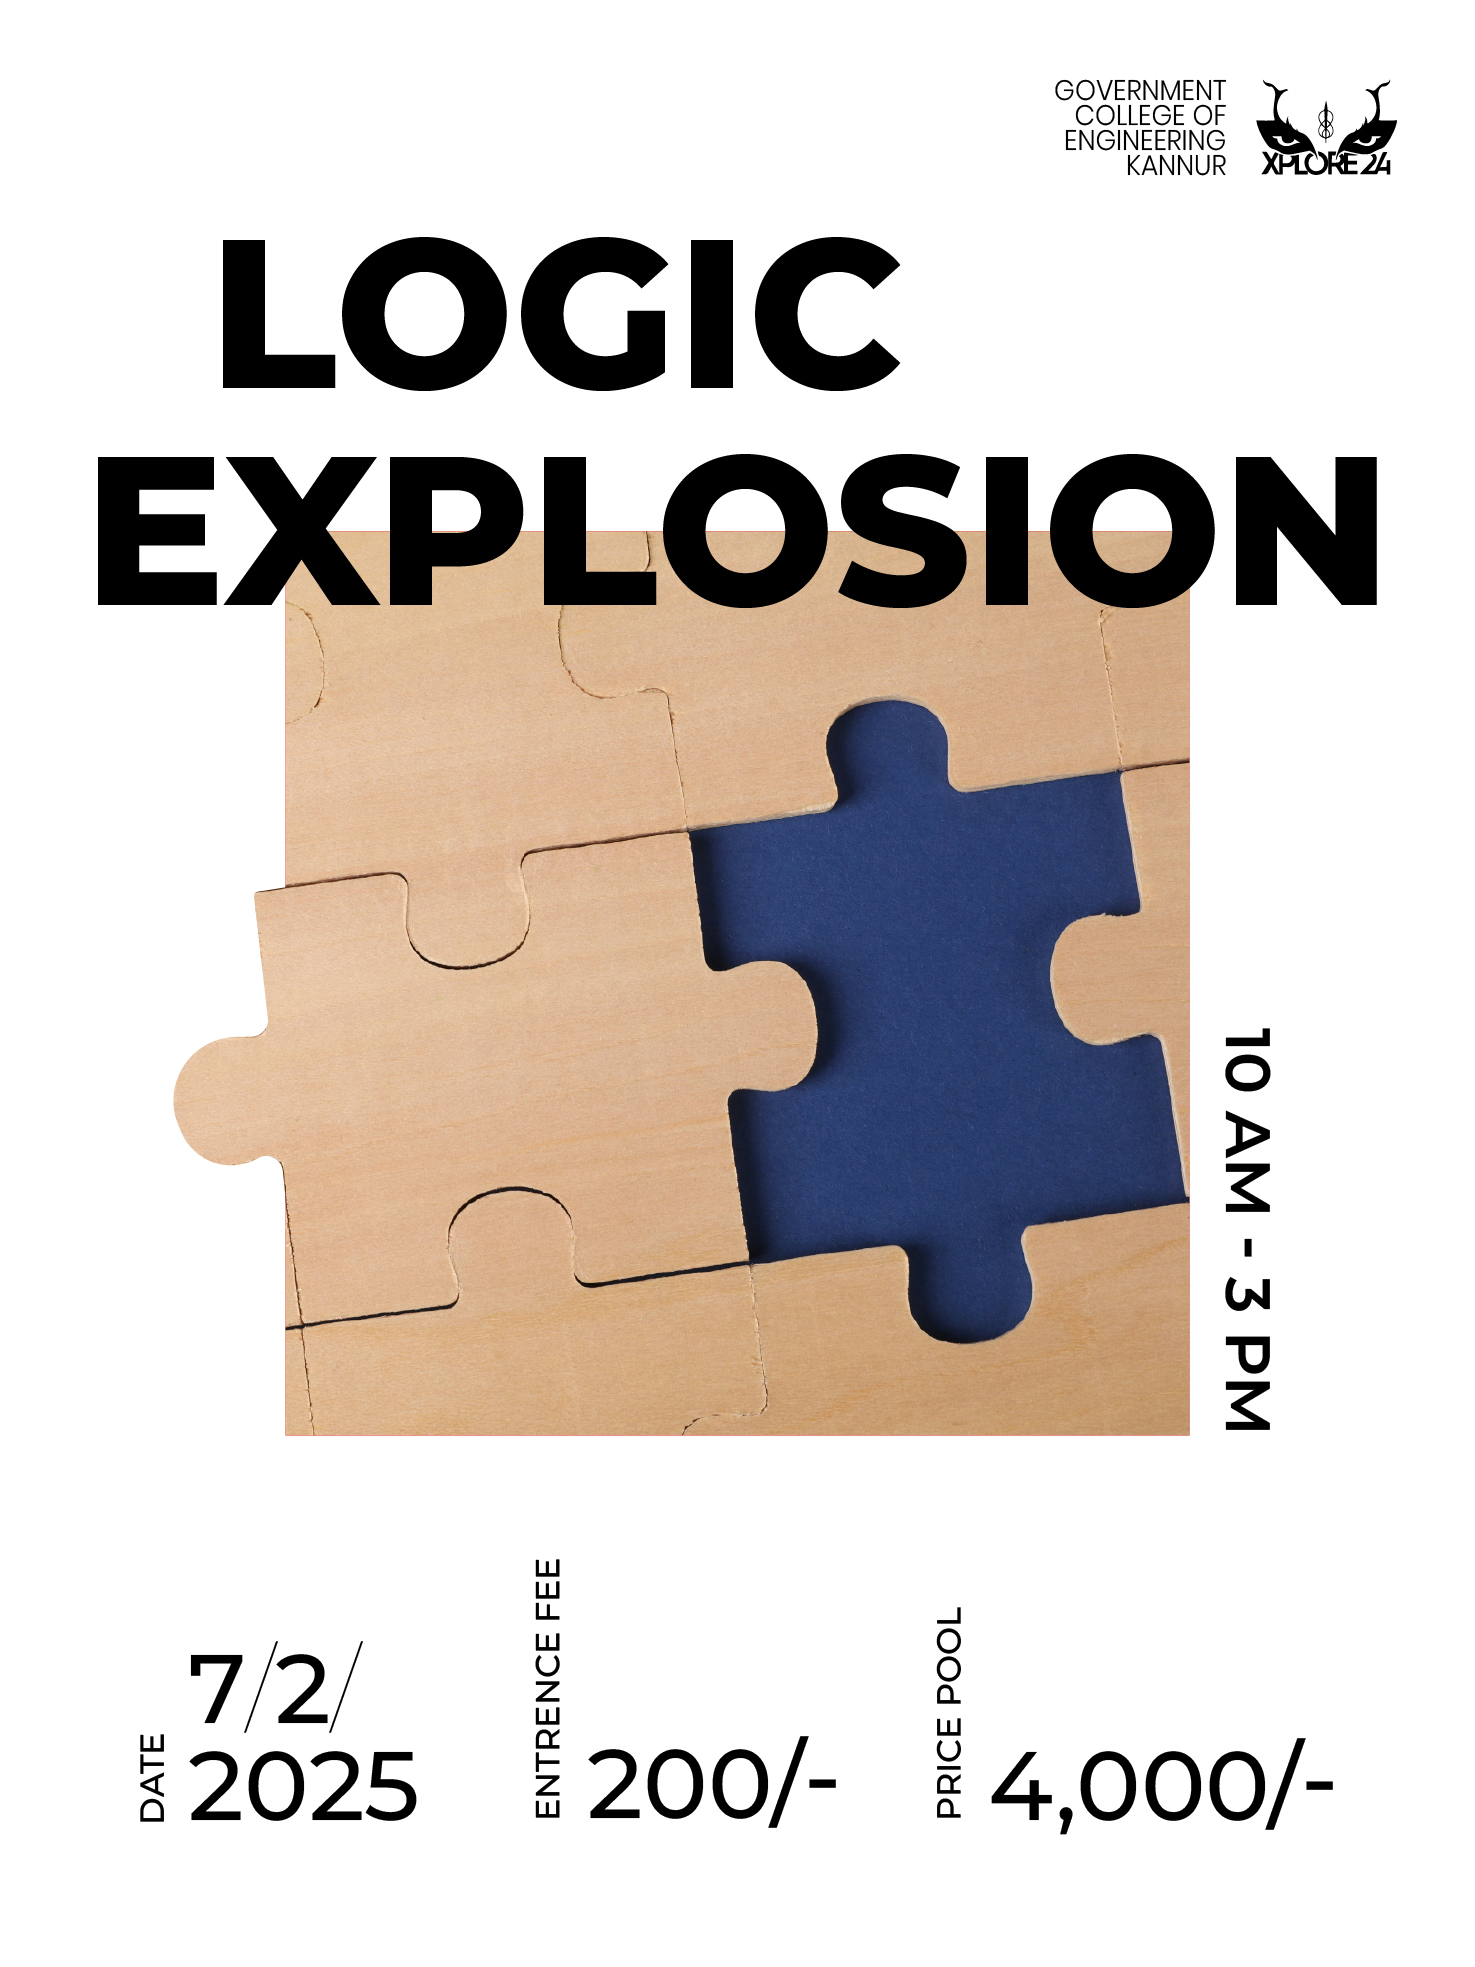 GOVERNMENT
COLLEGE OF
ENGINEERING
KANNUR
XPLORE 24
LOGIC
EXPLOSION
10 AM - 3 PM
DATE
7/2/
2025
ENTRENCE FEE
200/-
PRICE POOL
4,000/-